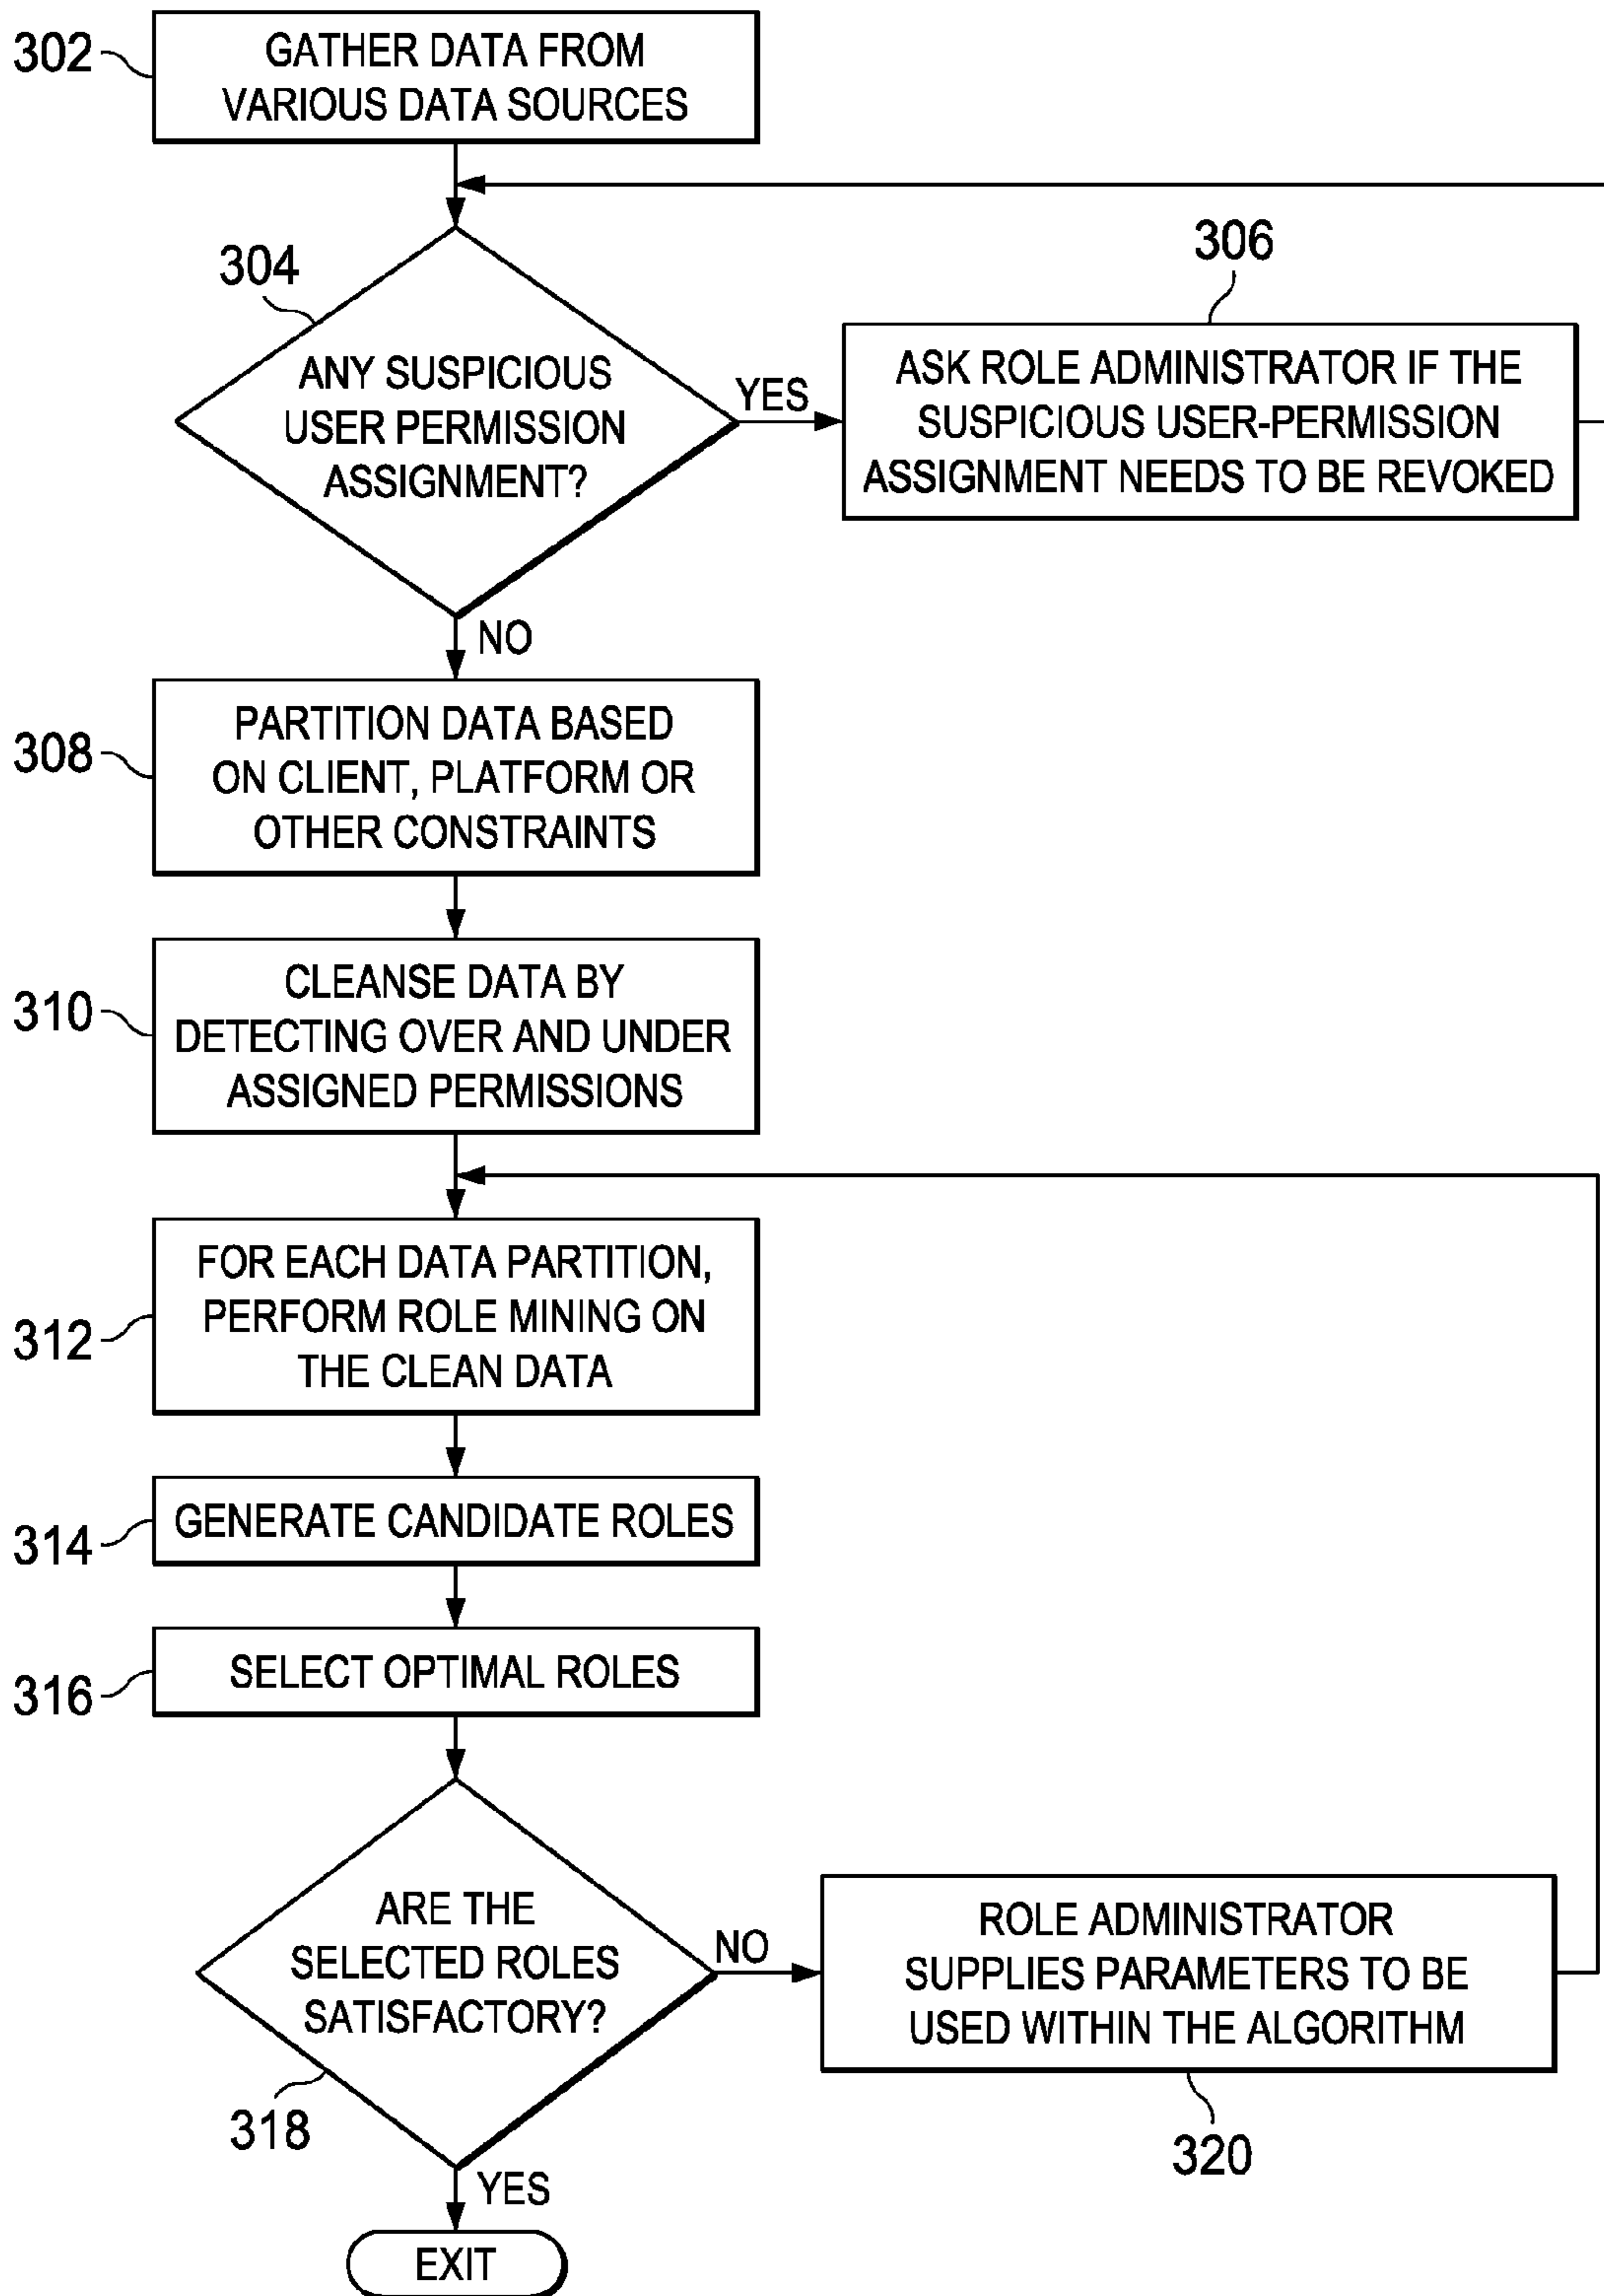 302
GATHER DATA FROM
VARIOUS DATA SOURCES
304
ANY SUSPICIOUS
USER PERMISSION
ASSIGNMENT?
YES
306
ASK ROLE ADMINISTRATOR IF THE
SUSPICIOUS USER-PERMISSION
ASSIGNMENT NEEDS TO BE REVOKED
NO
308
PARTITION DATA BASED
ON CLIENT, PLATFORM OR
OTHER CONSTRAINTS
310
CLEANSE DATA BY
DETECTING OVER AND UNDER
ASSIGNED PERMISSIONS
312
FOR EACH DATA PARTITION,
PERFORM ROLE MINING ON
THE CLEAN DATA
314
GENERATE CANDIDATE ROLES
316
SELECT OPTIMAL ROLES
ARE THE
SELECTED ROLES
SATISFACTORY?
318
NO
ROLE ADMINISTRATOR
SUPPLIES PARAMETERS TO BE
USED WITHIN THE ALGORITHM
320
YES
EXIT